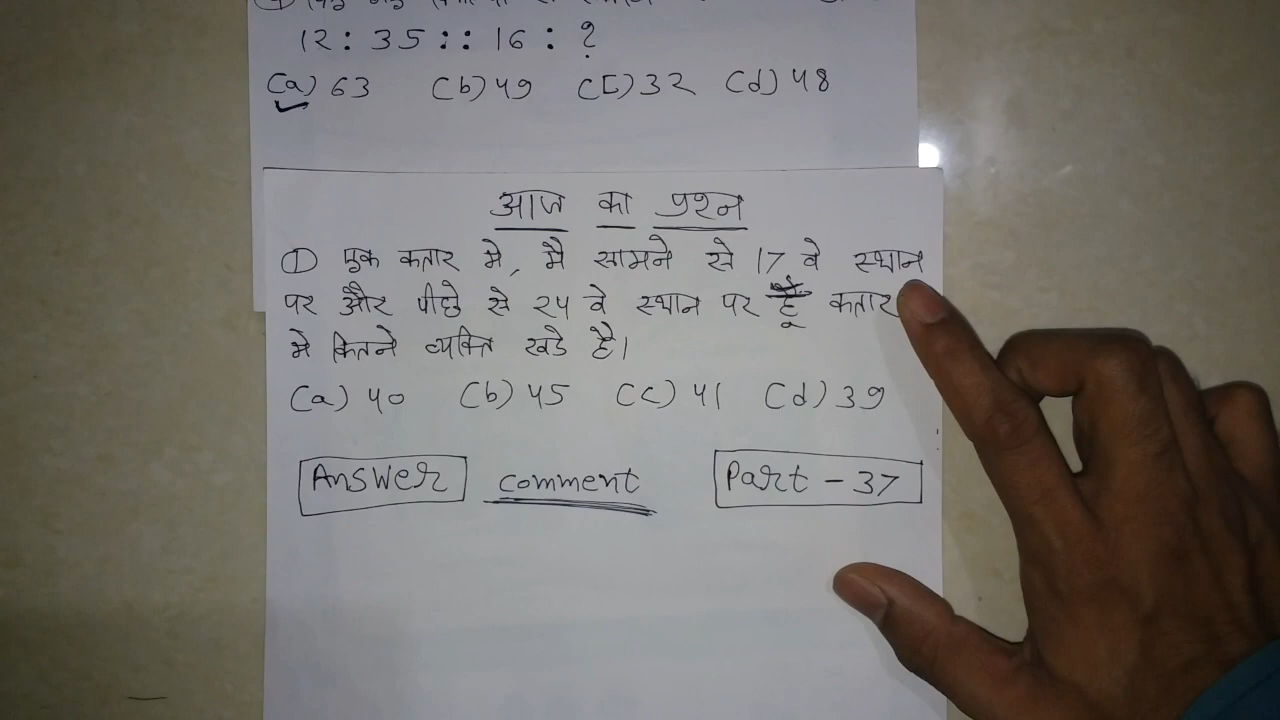 12 : 35 :: 16 : ?
(a) 63 (b) 49 (c) 32 (d) 48
आज का प्रश्न
① एक कतार मे, मै सामने से 17 वे स्थान
पर और पीछे से 25 वे स्थान पर हूँ कतार
मे कितने व्यक्ति खडे है।
(a) 40 (b) 45 (c) 41 (d) 39
Answer comment Part - 37